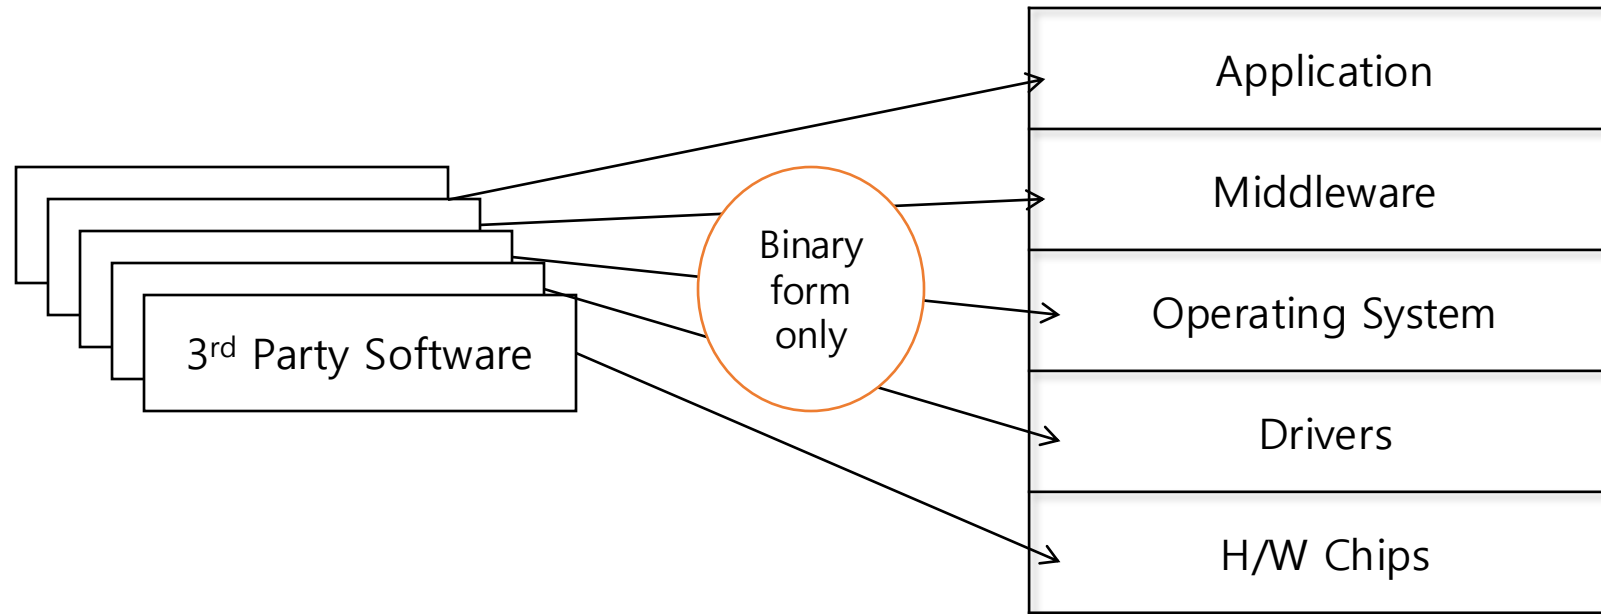 Application
Middleware
Binary
form
only
Operating System
3rd Party Software
Drivers
H/W Chips